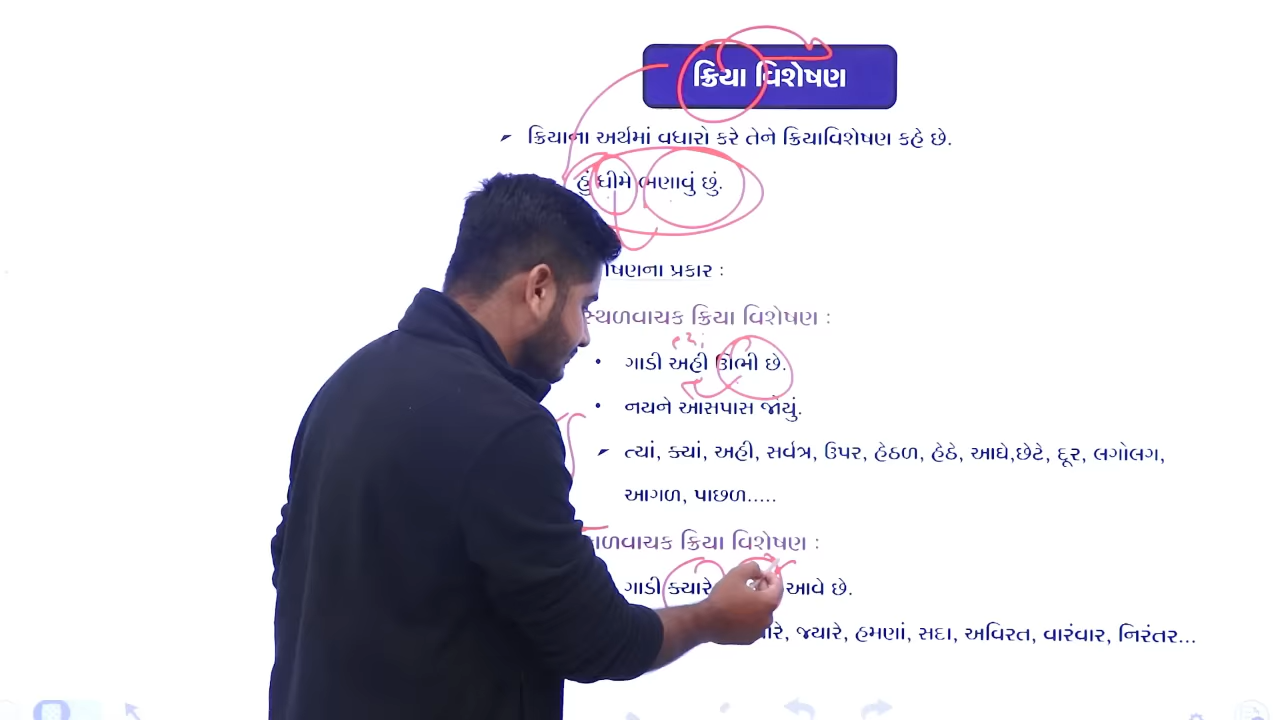 ક્રિયા વિશેષણ
➤ ક્રિયાના અર્થમાં વધારો કરે તેને ક્રિયાવિશેષણ કહે છે.
હું ધીમે ભણાવું છું.
પ્રકાર :
સ્થળવાચક ક્રિયા વિશેષણ :
• ગાડી અહી ઊભી છે.
• નયને આસપાસ જોયું.
➤ ત્યાં, ક્યાં, અહી, સર્વત્ર, ઉપર, હેઠળ, હેઠે, આઘે,છેટે, દૂર, લગોલગ,
આગળ, પાછળ.....
કાળવાચક ક્રિયા વિશેષણ :
ગાડી ક્યારે આવે છે.
જ્યારે, હમણાં, સદા, અવિરત, વારંવાર, નિરંતર...